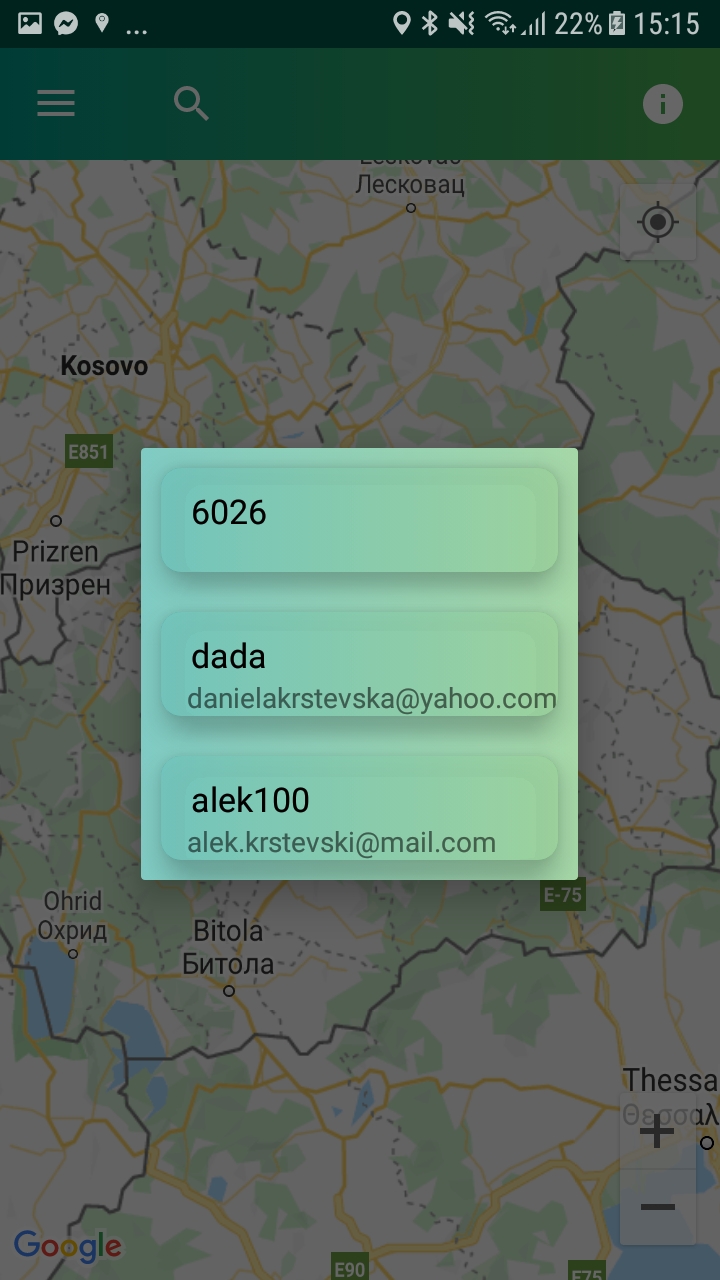 ... 22% 15:15
Leskovac
Лесковац
Kosovo
E851
6026
Prizren
Призрен
dada
danielakrstevska@yahoo.com
alek100
alek.krstevski@mail.com
E-75
Ohrid
Охрид
Bitola
Битола
Thessa
Θεσσαλ
Google
E90
E75